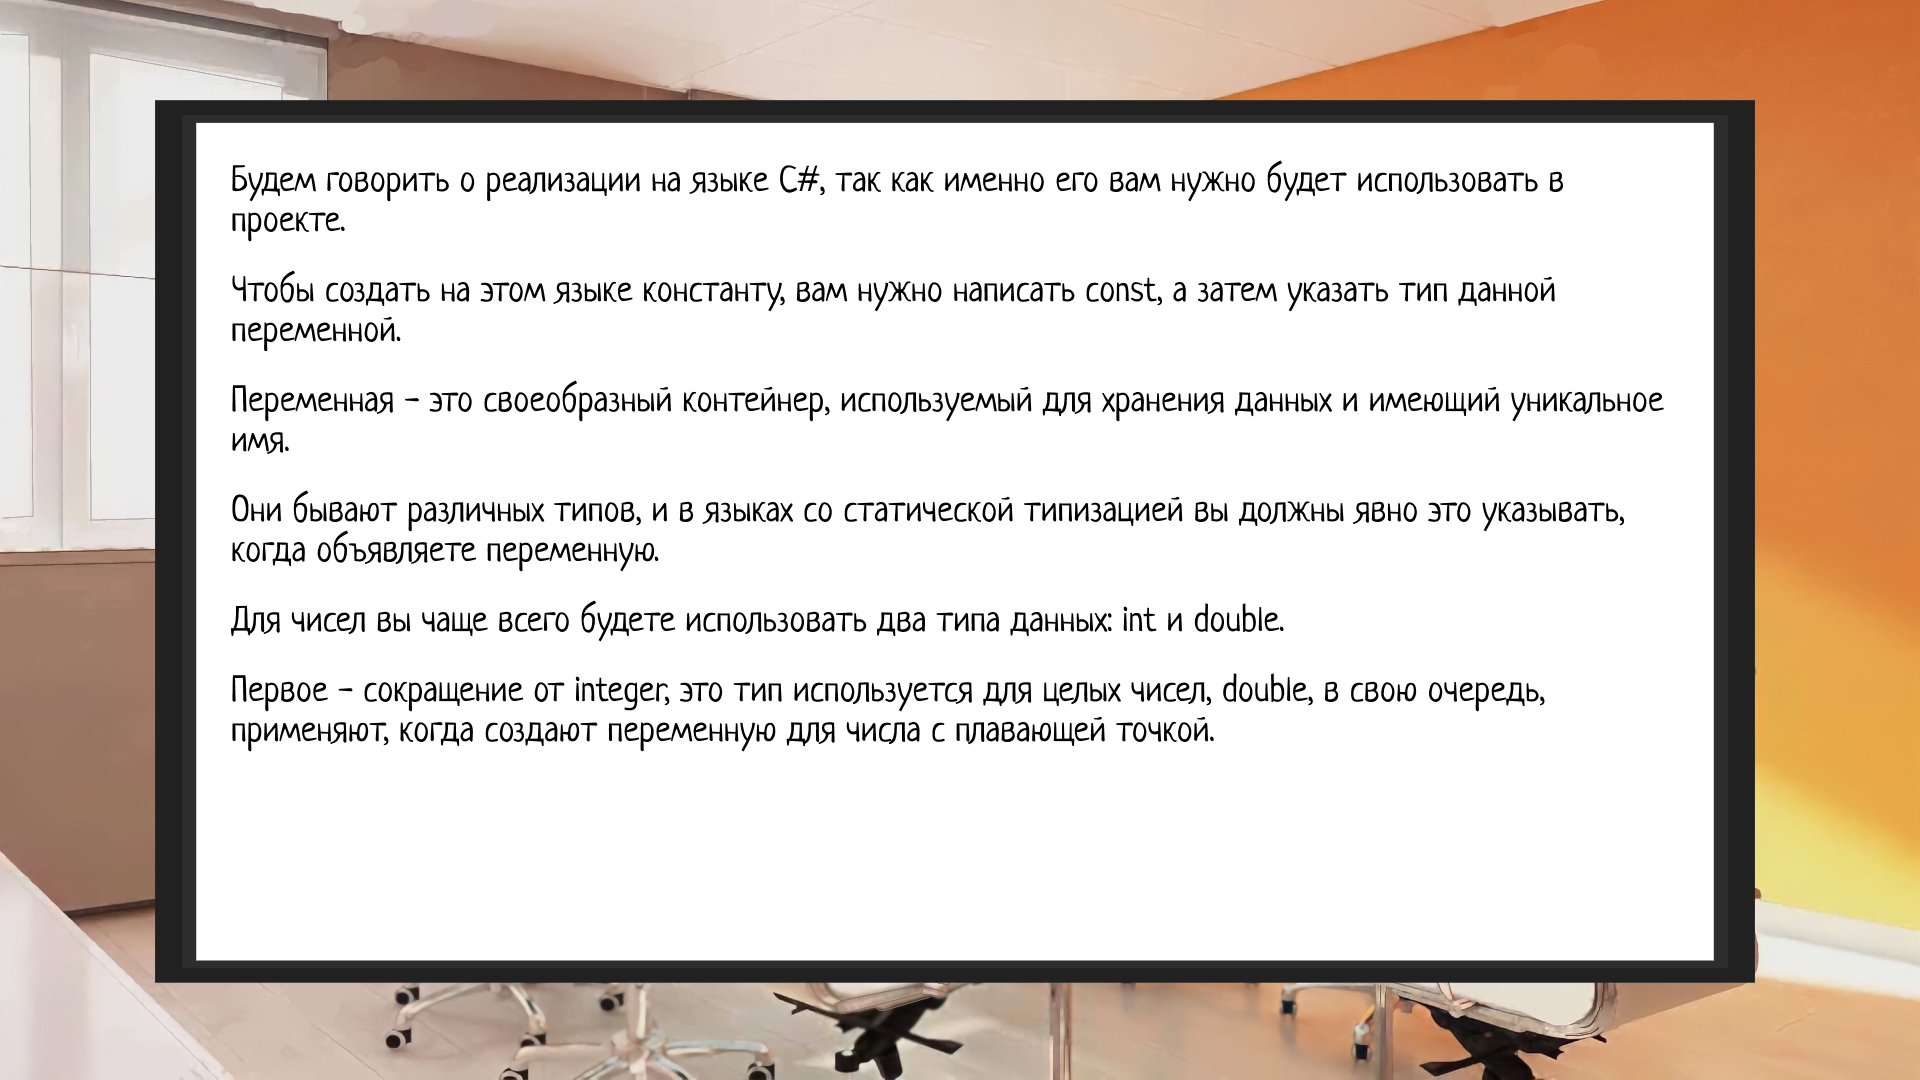 Будем говорить о реализации на языке C#, так как именно его вам нужно будет использовать в
проекте.
Чтобы создать на этом языке константу, вам нужно написать const, а затем указать тип данной
переменной.
Переменная - это своеобразный контейнер, используемый для хранения данных и имеющий уникальное
имя.
Они бывают различных типов, и в языках со статической типизацией вы должны явно это указывать,
когда объявляете переменную.
Для чисел вы чаще всего будете использовать два типа данных: int и double.
Первое - сокращение от integer, это тип используется для целых чисел, double, в свою очередь,
применяют, когда создают переменную для числа с плавающей точкой.